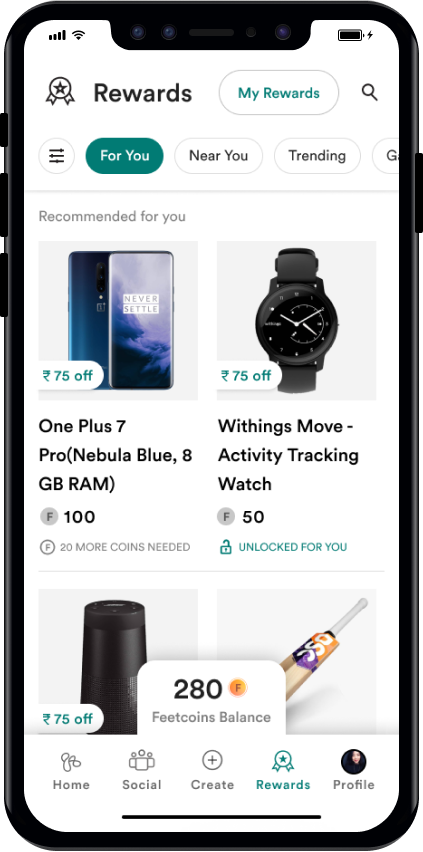 Rewards
My Rewards
For You
Near You
Trending
Recommended for you
NEVER
SETTLE
₹ 75 off
Withings
₹ 75 off
One Plus 7
Pro(Nebula Blue, 8
GB RAM)
F 100
F 20 MORE COINS NEEDED
Withings Move -
Activity Tracking
Watch
F 50
UNLOCKED FOR YOU
₹ 75 off
280 F
Feetcoins Balance
Home
Social
Create
Rewards
Profile